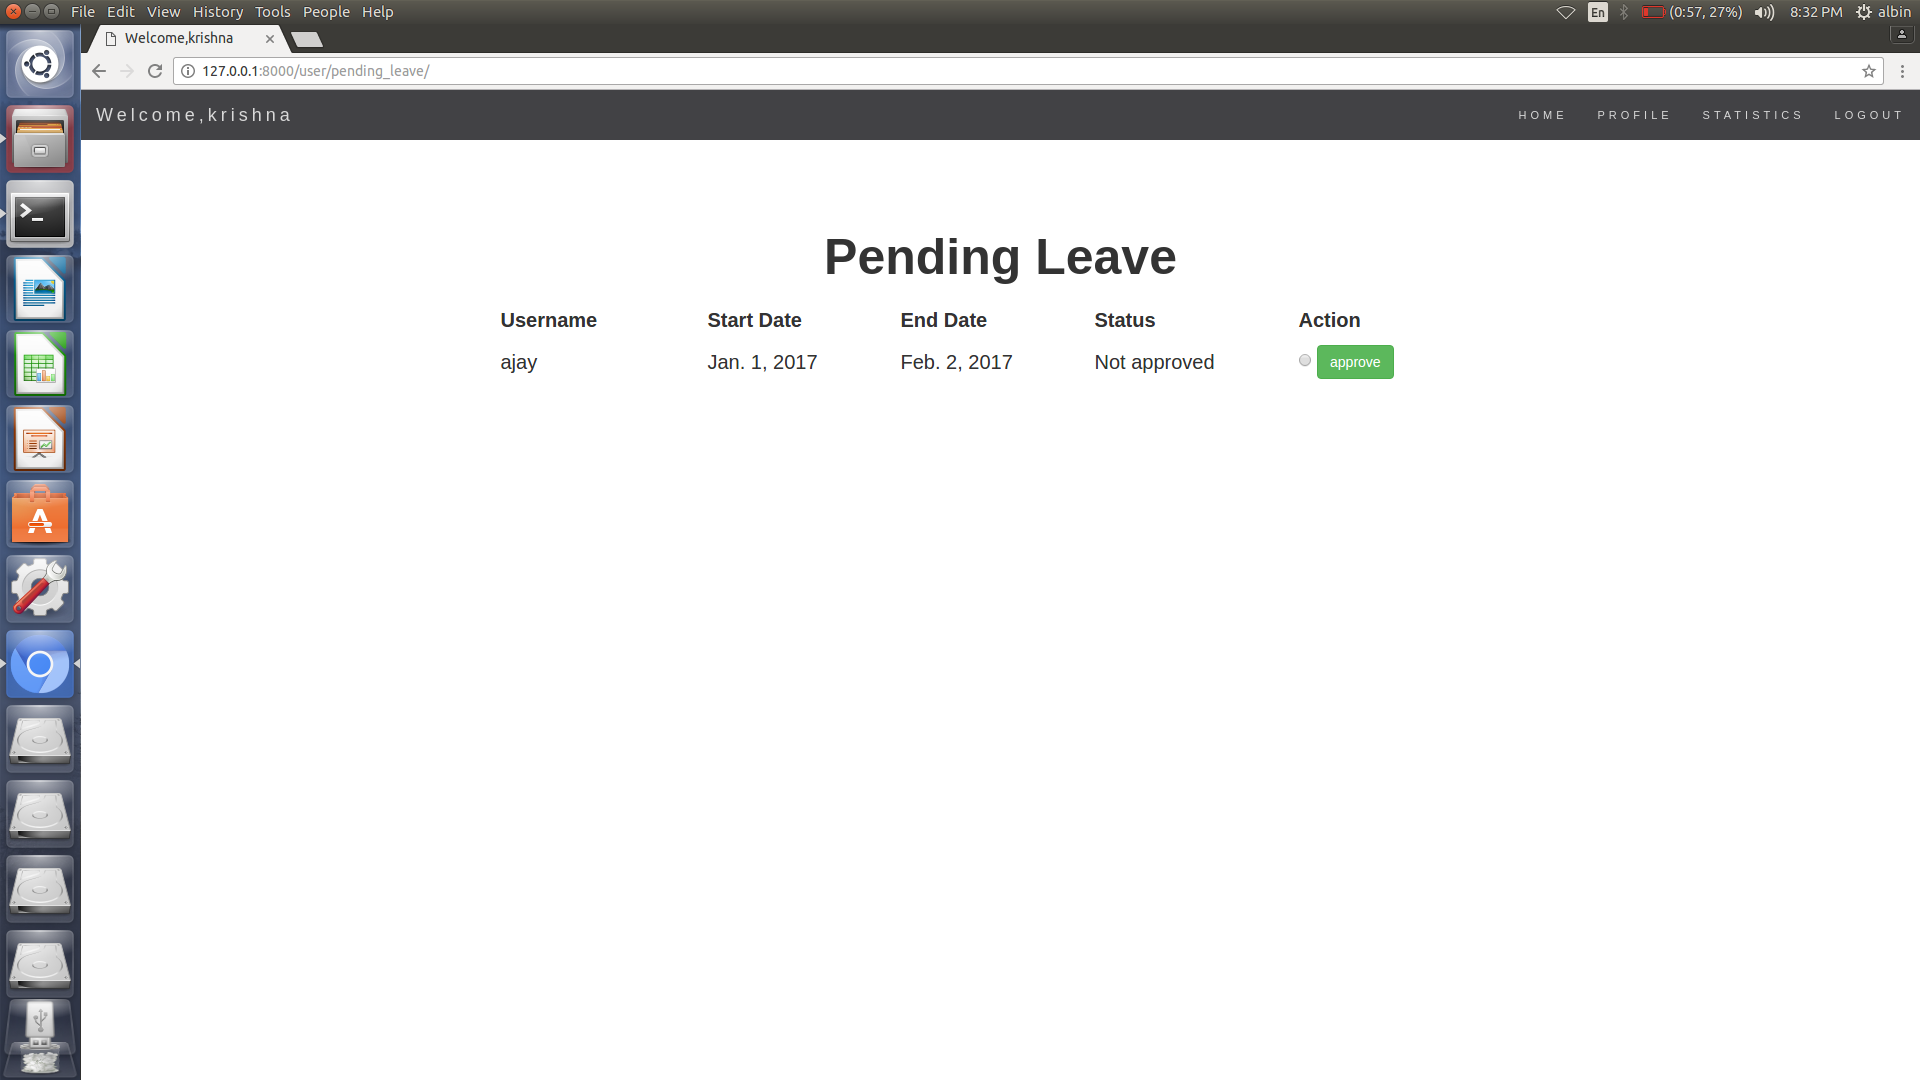 File Edit View History Tools People Help
En (0:57, 27%) 8:32 PM albin
Welcome,krishna
127.0.0.1:8000/user/pending_leave/
Welcome,krishna HOME PROFILE STATISTICS LOGOUT
Pending Leave
Username Start Date End Date Status Action
ajay Jan. 1, 2017 Feb. 2, 2017 Not approved approve